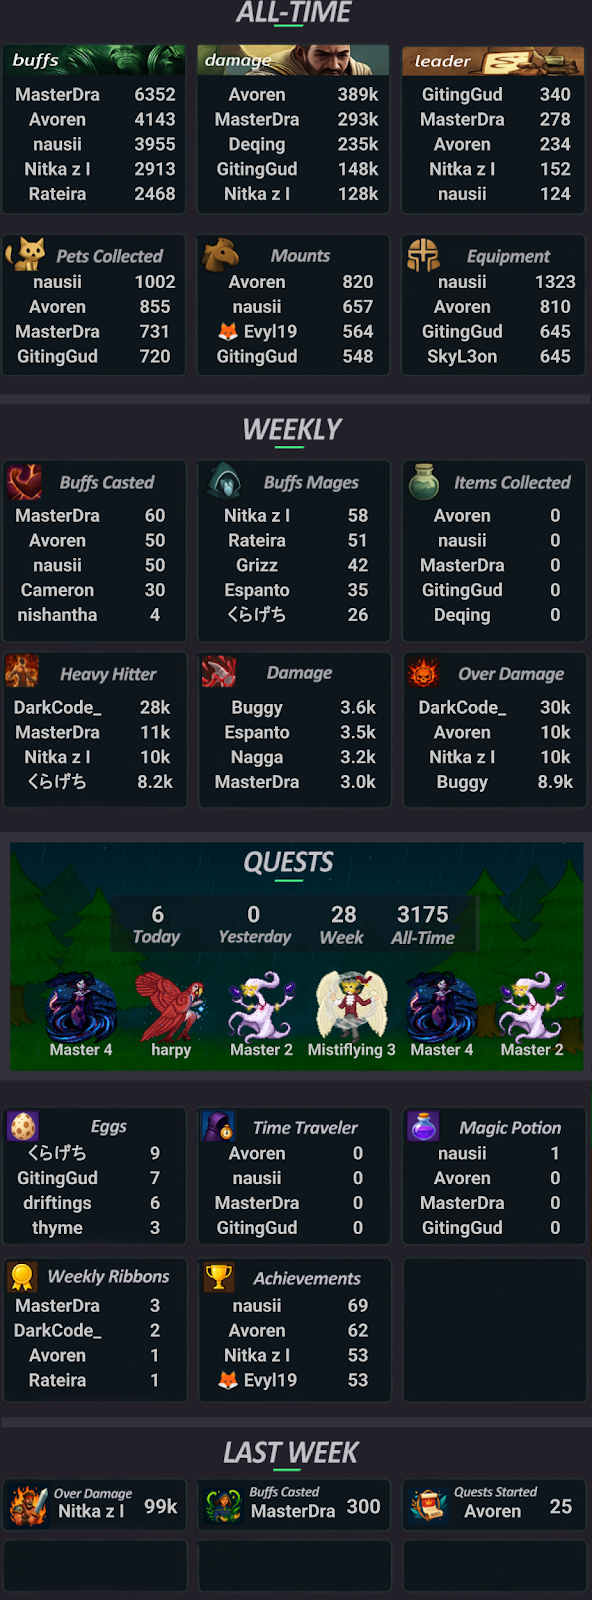 ALL-TIME
buffs
MasterDra 6352
Avoren 4143
nausii 3955
Nitka z l 2913
Rateira 2468
damage
Avoren 389k
MasterDra 293k
Deqing 235k
GitingGud 148k
Nitka z l 128k
leader
GitingGud 340
MasterDra 278
Avoren 234
Nitka z l 152
nausii 124
Pets Collected
nausii 1002
Avoren 855
MasterDra 731
GitingGud 720
Mounts
Avoren 820
nausii 657
🦊 Evyl19 564
GitingGud 548
Equipment
nausii 1323
Avoren 810
GitingGud 645
SkyL3on 645
WEEKLY
Buffs Casted
MasterDra 60
Avoren 50
nausii 50
Cameron 30
nishantha 4
Buffs Mages
Nitka z l 58
Rateira 51
Grizz 42
Espanto 35
くらげち 26
Items Collected
Avoren 0
nausii 0
MasterDra 0
GitingGud 0
Deqing 0
Heavy Hitter
DarkCode_ 28k
MasterDra 11k
Nitka z l 10k
くらげち 8.2k
Damage
Buggy 3.6k
Espanto 3.5k
Nagga 3.2k
MasterDra 3.0k
Over Damage
DarkCode_ 30k
Avoren 10k
Nitka z l 10k
Buggy 8.9k
QUESTS
6 0 28 3175
Today Yesterday Week All-Time
Master 4 harpy Master 2 Mistiflying 3 Master 4 Master 2
Eggs
くらげち 9
GitingGud 7
driftings 6
thyme 3
Time Traveler
Avoren 0
nausii 0
MasterDra 0
GitingGud 0
Magic Potion
nausii 1
Avoren 0
MasterDra 0
GitingGud 0
Weekly Ribbons
MasterDra 3
DarkCode_ 2
Avoren 1
Rateira 1
Achievements
nausii 69
Avoren 62
Nitka z l 53
🦊 Evyl19 53
LAST WEEK
Over Damage
Nitka z l 99k
Buffs Casted
MasterDra 300
Quests Started
Avoren 25